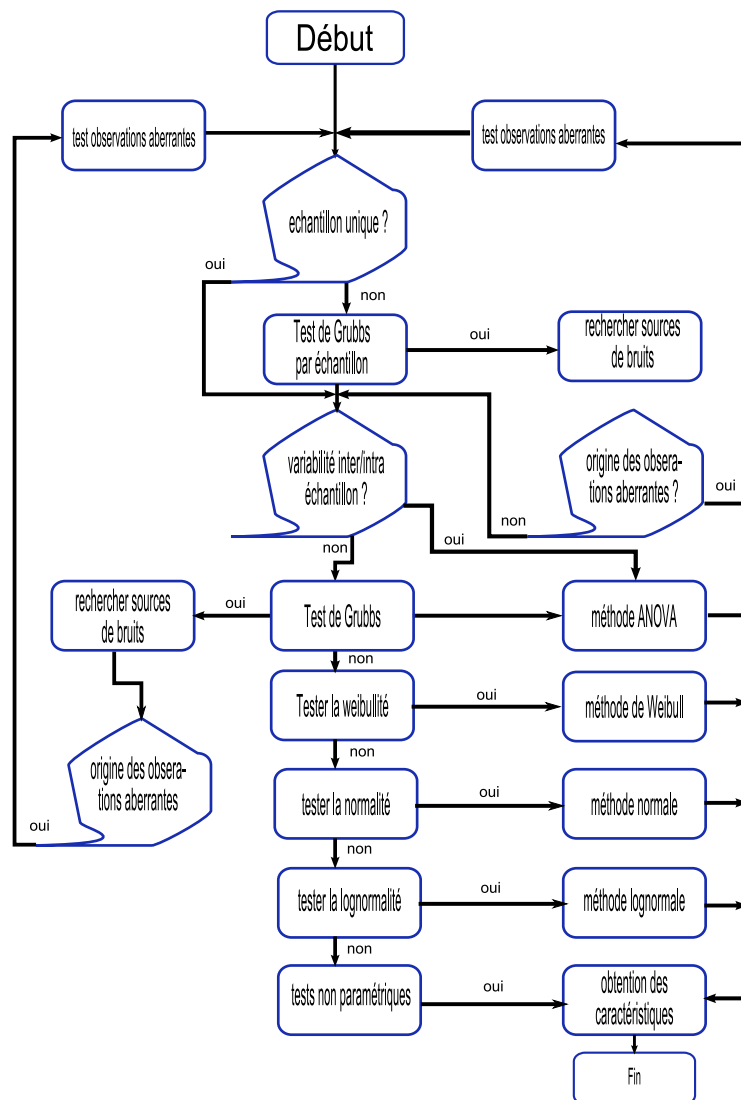 Début
test observations aberrantes
test observations aberrantes
echantillon unique ?
oui
non
Test de Grubbs
par échantillon
oui
rechercher sources
de bruits
variabilité inter/intra
échantillon ?
origine des obsera-
tions aberrantes ?
oui
non
oui
non
rechercher sources
de bruits
oui
Test de Grubbs
méthode ANOVA
non
Tester la weibullité
oui
méthode de Weibull
non
origine des obsera-
tions aberrantes
oui
tester la normalité
oui
méthode normale
non
tester la lognormalité
oui
méthode lognormale
non
tests non paramétriques
oui
obtention des
caractéristiques
Fin